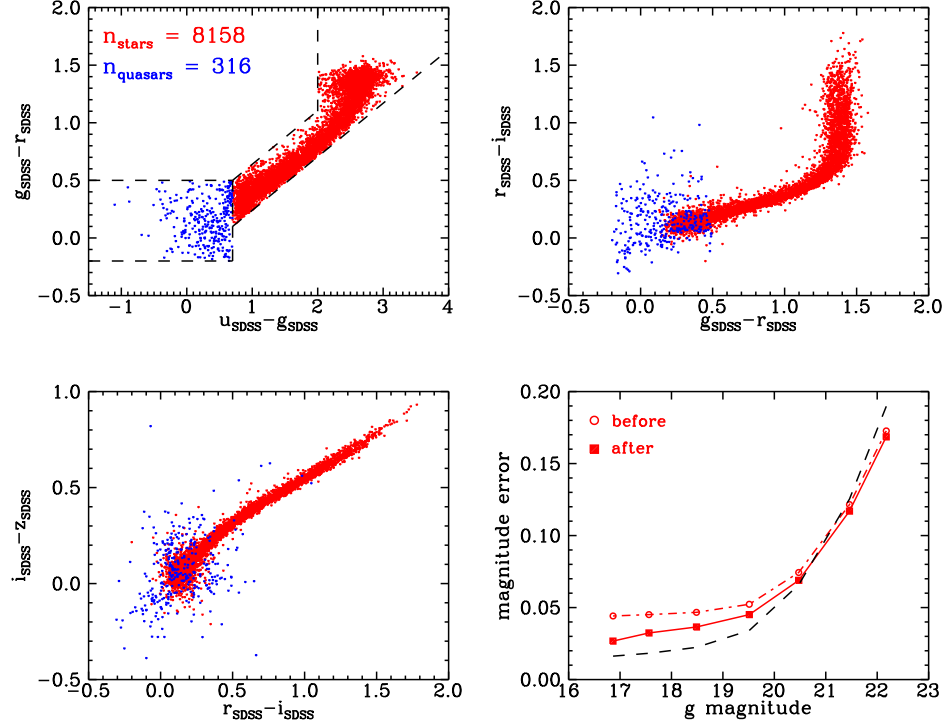 n_stars = 8158
n_quasars = 316
2.0
1.5
1.0
0.5
0.0
−0.5
g_SDSS−r_SDSS
−1 0 1 2 3 4
u_SDSS−g_SDSS
2.0
1.5
1.0
0.5
0.0
−0.5
r_SDSS−i_SDSS
−0.5 0.0 0.5 1.0 1.5 2.0
g_SDSS−r_SDSS
1.0
0.5
0.0
−0.5
i_SDSS−z_SDSS
−0.5 0.0 0.5 1.0 1.5 2.0
r_SDSS−i_SDSS
before
after
0.20
0.15
0.10
0.05
0.00
magnitude error
16 17 18 19 20 21 22 23
g magnitude